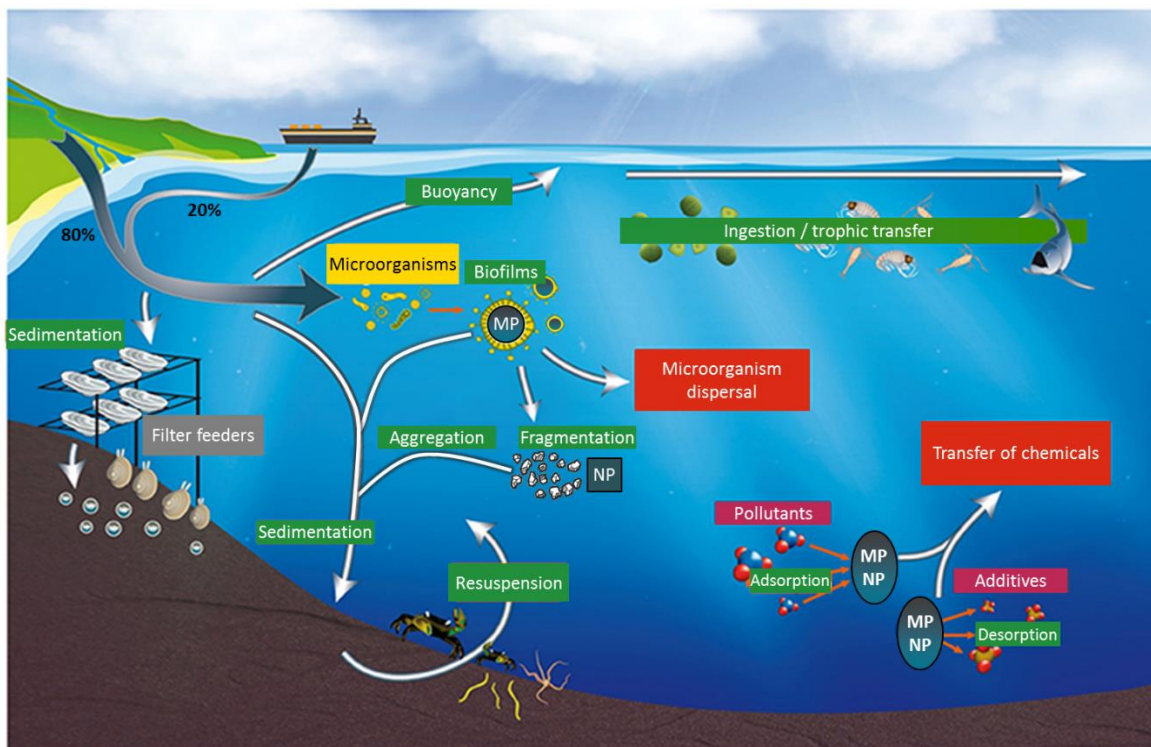 20%
80%
Buoyancy
Ingestion / trophic transfer
Microorganisms
Biofilms
MP
Sedimentation
Microorganism
dispersal
Filter feeders
Aggregation
Fragmentation
NP
Transfer of chemicals
Sedimentation
Pollutants
Resuspension
Adsorption
MP
NP
Additives
MP
NP
Desorption